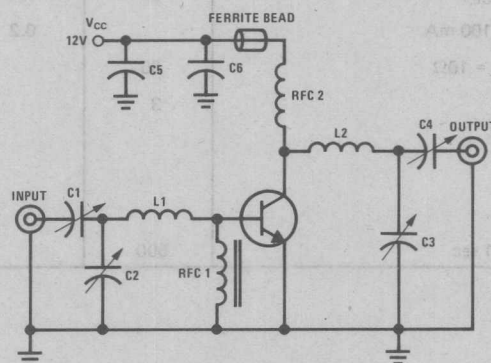 FERRITE BEAD
VCC
12V
C5
C6
RFC 2
C4
OUTPUT
L2
INPUT
C1
L1
C2
RFC 1
C3